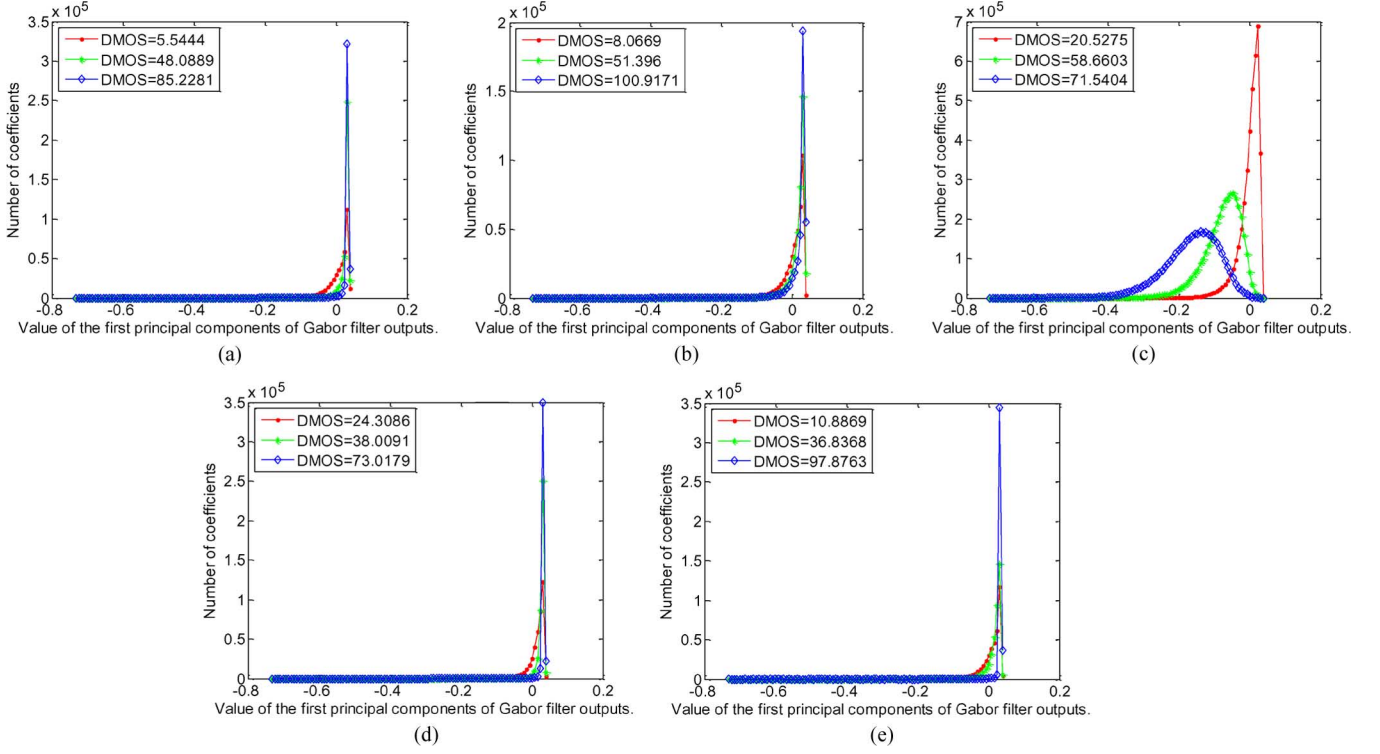 x 10^5
3.5
3
2.5
2
1.5
1
0.5
0
Number of coefficients
DMOS=5.5444
DMOS=48.0889
DMOS=85.2281
-0.8 -0.6 -0.4 -0.2 0 0.2
Value of the first principal components of Gabor filter outputs.
(a)
x 10^5
2
1.5
1
0.5
0
Number of coefficients
DMOS=8.0669
DMOS=51.396
DMOS=100.9171
-0.8 -0.6 -0.4 -0.2 0 0.2
Value of the first principal components of Gabor filter outputs.
(b)
x 10^5
7
6
5
4
3
2
1
0
Number of coefficients
DMOS=20.5275
DMOS=58.6603
DMOS=71.5404
-0.8 -0.6 -0.4 -0.2 0 0.2
Value of the first principal components of Gabor filter outputs.
(c)
x 10^5
3.5
3
2.5
2
1.5
1
0.5
0
Number of coefficients
DMOS=24.3086
DMOS=38.0091
DMOS=73.0179
-0.8 -0.6 -0.4 -0.2 0 0.2
Value of the first principal components of Gabor filter outputs.
(d)
x 10^5
3.5
3
2.5
2
1.5
1
0.5
0
Number of coefficients
DMOS=10.8869
DMOS=36.8368
DMOS=97.8763
-0.8 -0.6 -0.4 -0.2 0 0.2
Value of the first principal components of Gabor filter outputs.
(e)